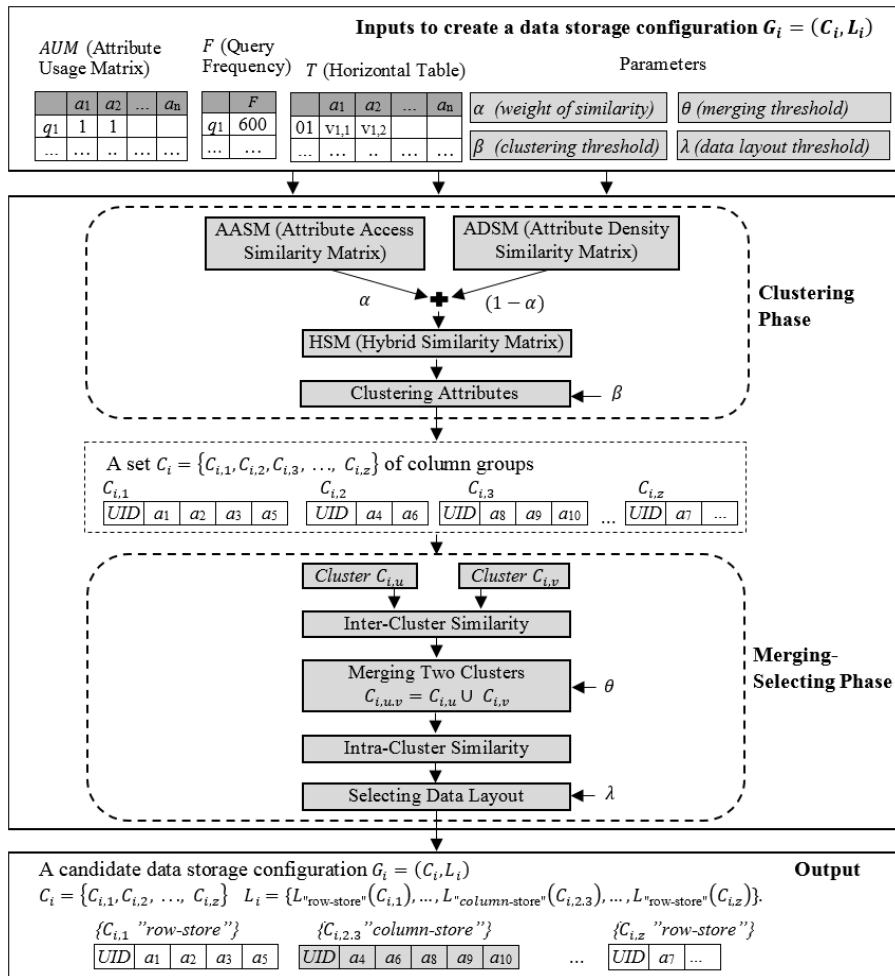 Inputs to create a data storage configuration G_i = (C_i, L_i)
AUM (Attribute Usage Matrix)
F (Query Frequency)
T (Horizontal Table)
Parameters
a1 a2 ... an
q1 1 1
... ... .. ... ...
F
q1 600
... ...
a1 a2 ... an
01 v1,1 v1,2
... ... .. ... ...
α (weight of similarity)
θ (merging threshold)
β (clustering threshold)
λ (data layout threshold)
AASM (Attribute Access Similarity Matrix)
ADSM (Attribute Density Similarity Matrix)
α
(1 − α)
HSM (Hybrid Similarity Matrix)
Clustering Attributes
β
Clustering Phase
A set C_i = {C_i,1, C_i,2, C_i,3, …, C_i,z} of column groups
C_i,1 C_i,2 C_i,3 C_i,z
UID a1 a2 a3 a5 UID a4 a6 UID a8 a9 a10 ... UID a7 ...
Cluster C_i,u
Cluster C_i,v
Inter-Cluster Similarity
Merging Two Clusters
C_i,u.v = C_i,u ∪ C_i,v
θ
Intra-Cluster Similarity
Selecting Data Layout
λ
Merging-Selecting Phase
A candidate data storage configuration G_i = (C_i, L_i)
Output
C_i = {C_i,1, C_i,2, …, C_i,z} L_i = {L_"row-store"(C_i,1), …, L_"column-store"(C_i,2.3), …, L_"row-store"(C_i,z)}.
{C_i,1 "row-store"} {C_i,2.3 "column-store"} {C_i,z "row-store"}
UID a1 a2 a3 a5 UID a4 a6 a8 a9 a10 ... UID a7 ...